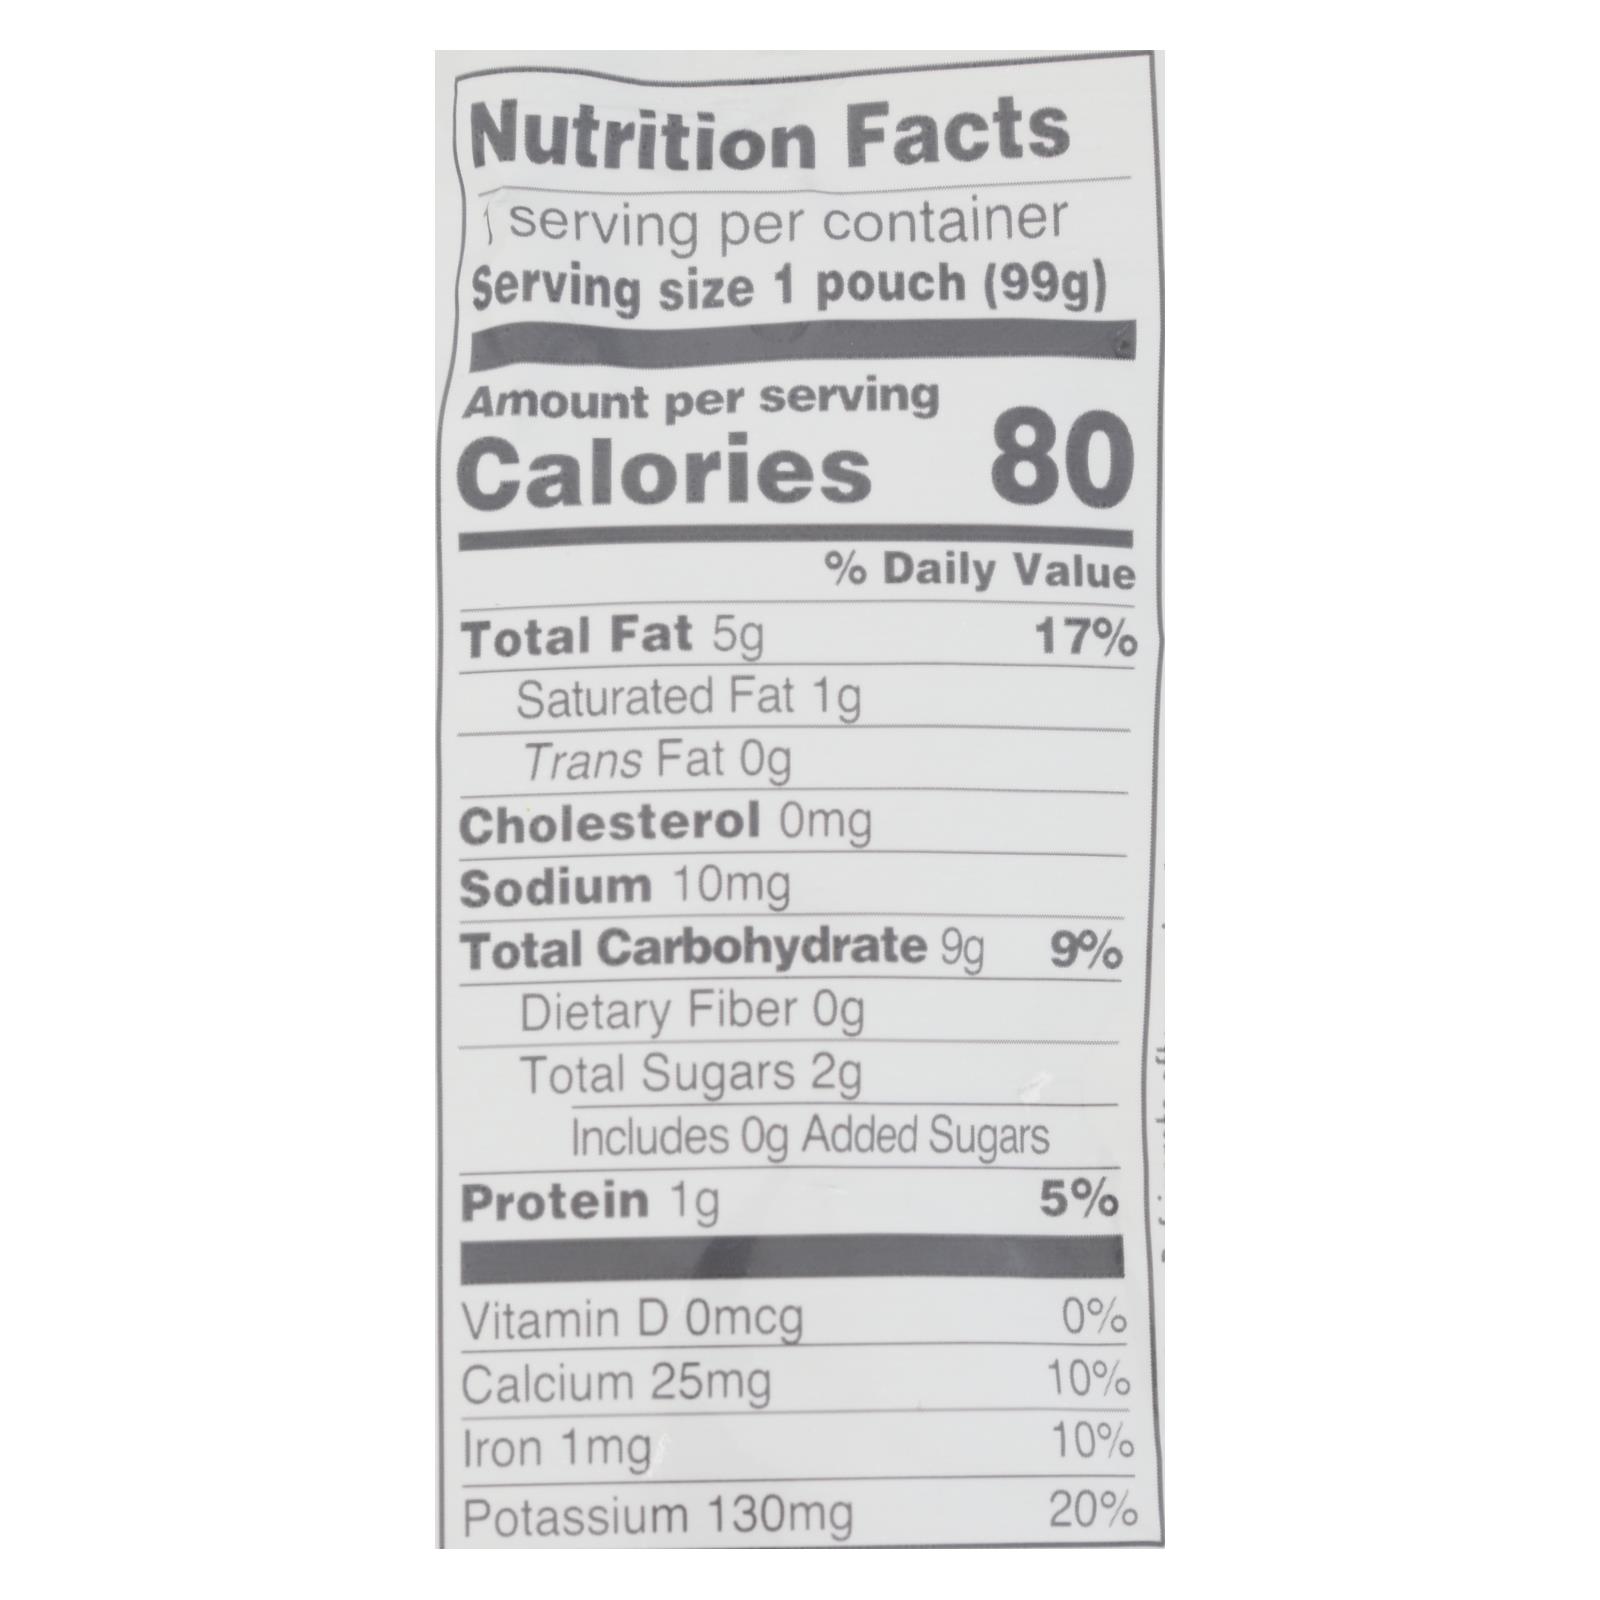 Nutrition Facts
1 serving per container
Serving size 1 pouch (99g)
Amount per serving
Calories 80
% Daily Value
Total Fat 5g 17%
Saturated Fat 1g
Trans Fat 0g
Cholesterol 0mg
Sodium 10mg
Total Carbohydrate 9g 9%
Dietary Fiber 0g
Total Sugars 2g
Includes 0g Added Sugars
Protein 1g 5%
Vitamin D 0mcg 0%
Calcium 25mg 10%
Iron 1mg 10%
Potassium 130mg 20%